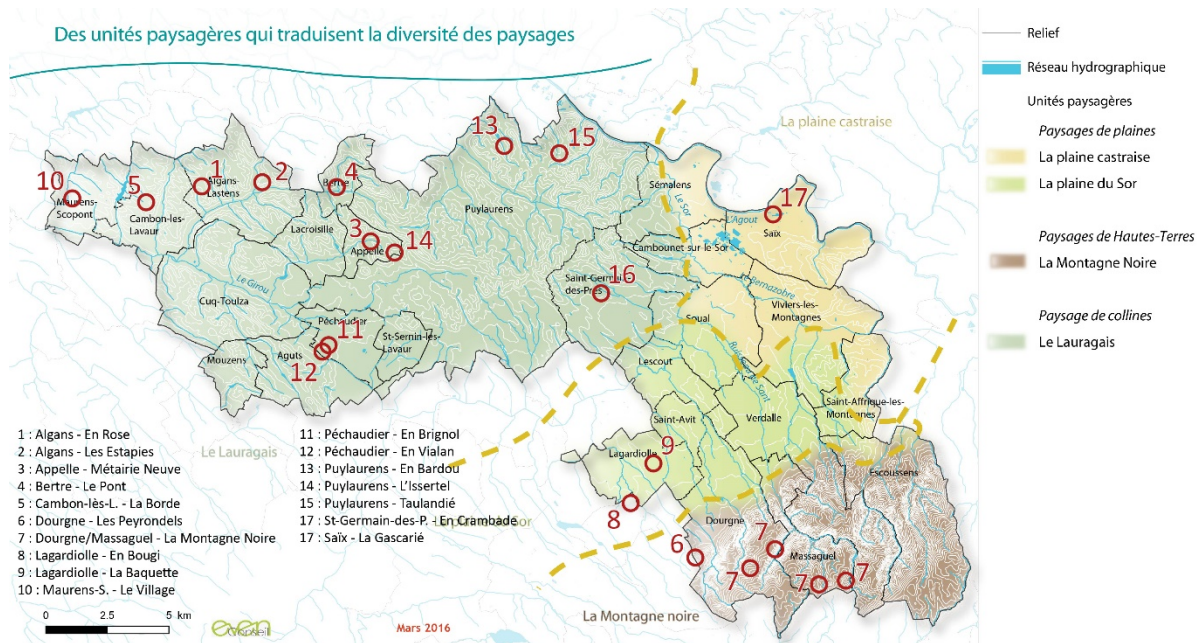 Des unités paysagères qui traduisent la diversité des paysages
Relief
Réseau hydrographique
Unités paysagères
Paysages de plaines
La plaine castraise
La plaine du Sor
Paysages de Hautes-Terres
La Montagne Noire
Paysage de collines
Le Lauragais
La plaine castraise
13
15
10
5
1
2
4
17
Maurens-Scopont
Cambon-les-Lavaur
Algans-Lastens
Bertre
Lacroisille
3
Appelle
14
Puylaurens
Sémalens
Le Sor
L'Agout
Saïx
Cambounet-sur-le-Sor
Le Bernazobre
16
Saint-Germain-des-Prés
Le Girou
Cuq-Toulza
Viviers-les-Montagnes
Soual
Péchaudier
11
12
Aguts
St-Sernin-les-Lavaur
Mouzens
Lescout
Saint-Avit
Verdalle
Saint-Affrique-les-Montagnes
Lagardiolle
9
8
Escoussens
Dourgne
6
7
7
Massaguel
7
7
Le Lauragais
La Montagne noire
1 : Algans - En Rose
2 : Algans - Les Estapies
3 : Appelle - Métairie Neuve
4 : Bertre - Le Pont
5 : Cambon-lès-L. - La Borde
6 : Dourgne - Les Peyrondels
7 : Dourgne/Massaguel - La Montagne Noire
8 : Lagardiolle - En Bougi
9 : Lagardiolle - La Baquette
10 : Maurens-S. - Le Village
11 : Péchaudier - En Brignol
12 : Péchaudier - En Vialan
13 : Puylaurens - En Bardou
14 : Puylaurens - L'Issertel
15 : Puylaurens - Taulandié
17 : St-Germain-des-P. - En Crambade
17 : Saïx - La Gascarié
0 2.5 5 km
even
Conseil
Mars 2016